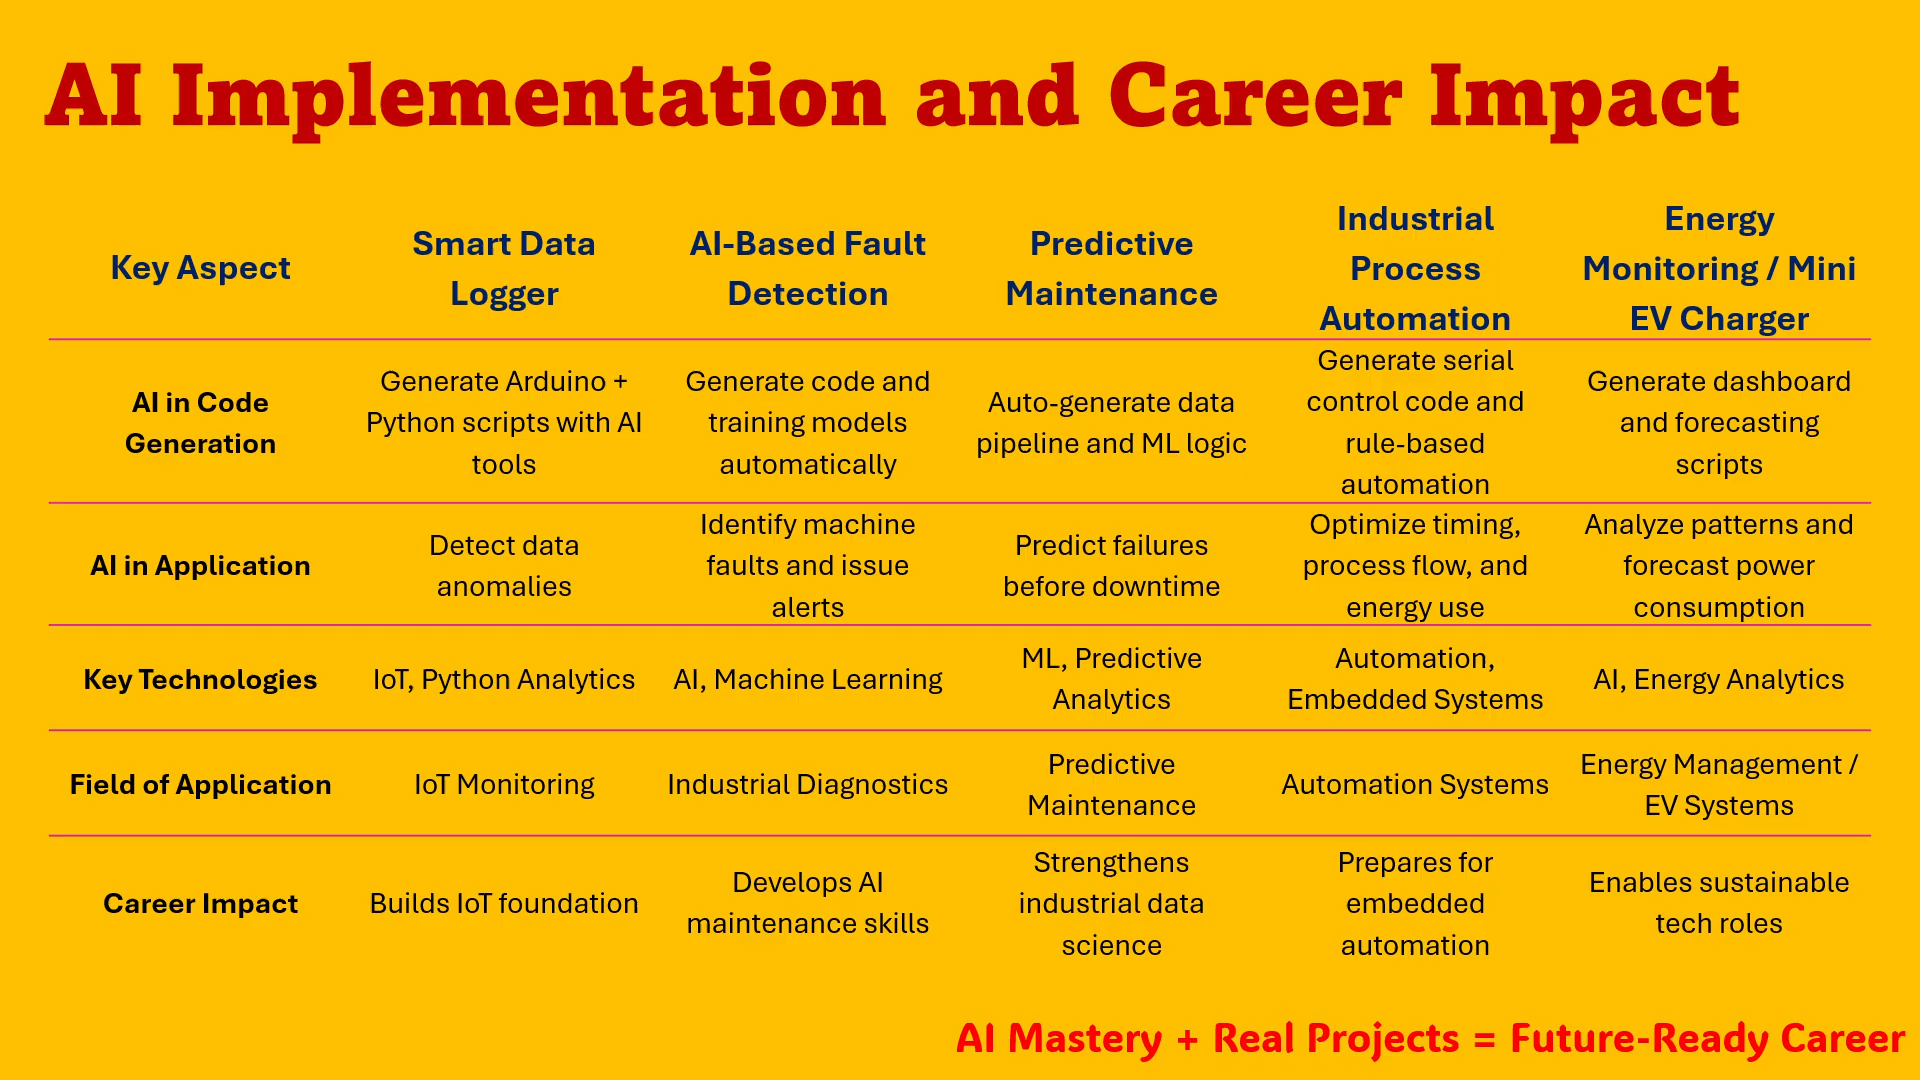 AI Implementation and Career Impact
Key Aspect
Smart Data
Logger
AI-Based Fault
Detection
Predictive
Maintenance
Industrial
Process
Automation
Energy
Monitoring / Mini
EV Charger
AI in Code
Generation
Generate Arduino +
Python scripts with AI
tools
Generate code and
training models
automatically
Auto-generate data
pipeline and ML logic
Generate serial
control code and
rule-based
automation
Generate dashboard
and forecasting
scripts
AI in Application
Detect data
anomalies
Identify machine
faults and issue
alerts
Predict failures
before downtime
Optimize timing,
process flow, and
energy use
Analyze patterns and
forecast power
consumption
Key Technologies
IoT, Python Analytics
AI, Machine Learning
ML, Predictive
Analytics
Automation,
Embedded Systems
AI, Energy Analytics
Field of Application
IoT Monitoring
Industrial Diagnostics
Predictive
Maintenance
Automation Systems
Energy Management /
EV Systems
Career Impact
Builds IoT foundation
Develops AI
maintenance skills
Strengthens
industrial data
science
Prepares for
embedded
automation
Enables sustainable
tech roles
AI Mastery + Real Projects = Future-Ready Career